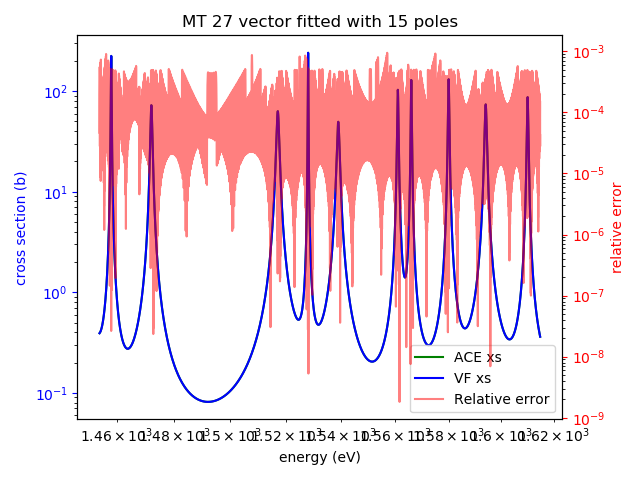 MT 27 vector fitted with 15 poles
cross section (b)
10² 10¹ 10⁰ 10⁻¹
10⁻³ 10⁻⁴ 10⁻⁵ 10⁻⁶ 10⁻⁷ 10⁻⁸ 10⁻⁹
relative error
ACE xs
VF xs
Relative error
1.46 × 10³ 1.48 × 10³ 1.5 × 10³ 1.52 × 10³ 1.54 × 10³ 1.56 × 10³ 1.58 × 10³ 1.6 × 10³ 1.62 × 10³
energy (eV)